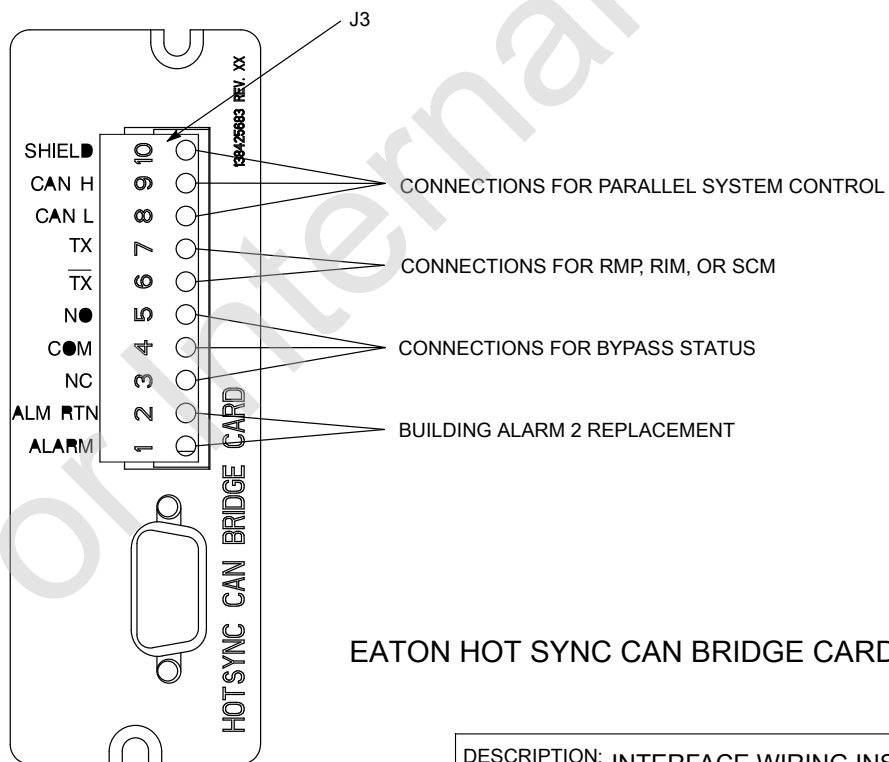 J3
138425683 REV. XX
SHIELD 10
CAN H 9
CAN L 8
TX 7
TX 6
NO 5
COM 4
NC 3
ALM RTN 2
ALARM 1
CONNECTIONS FOR PARALLEL SYSTEM CONTROL
CONNECTIONS FOR RMP, RIM, OR SCM
CONNECTIONS FOR BYPASS STATUS
BUILDING ALARM 2 REPLACEMENT
HOTSYNC CAN BRIDGE CARD
EATON HOT SYNC CAN BRIDGE CARD
DESCRIPTION: INTERFACE WIRING INS
or Internal